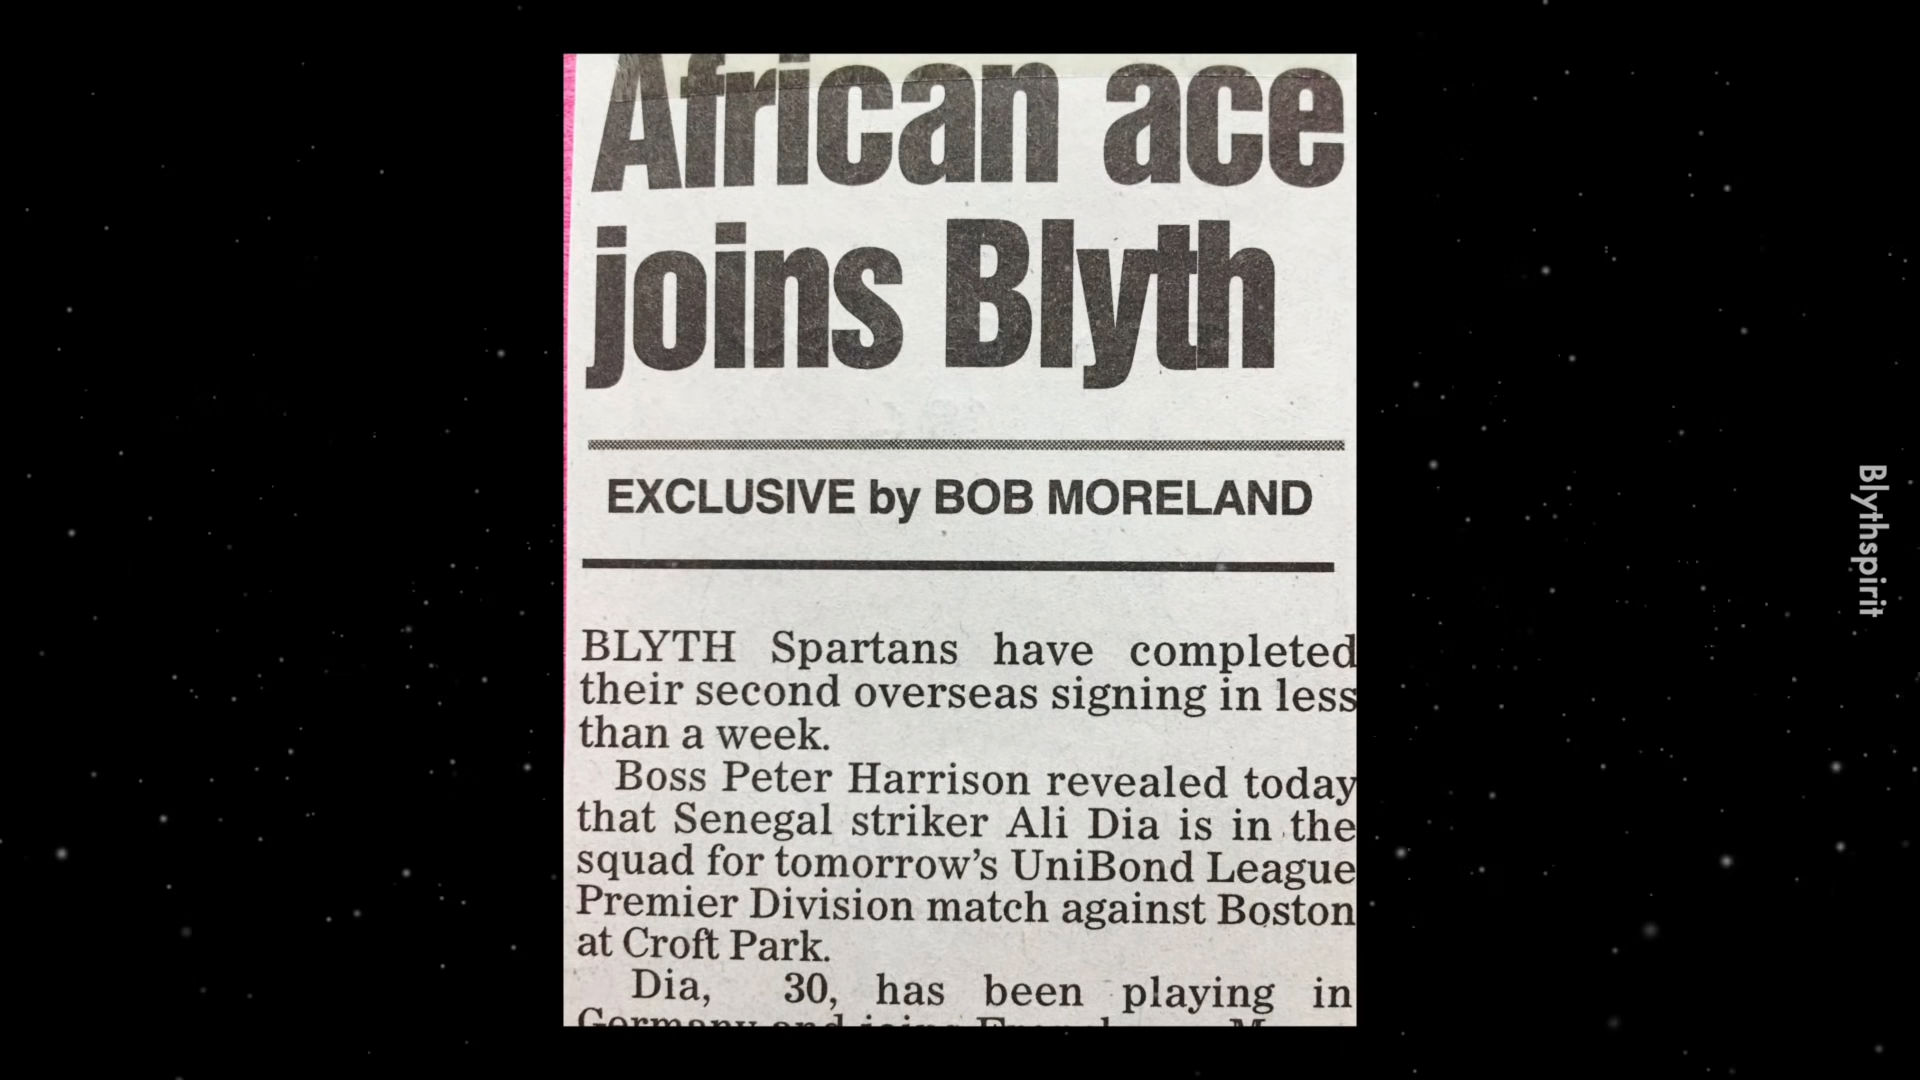 African ace
joins Blyth
EXCLUSIVE by BOB MORELAND
BLYTH Spartans have completed
their second overseas signing in less
than a week.
Boss Peter Harrison revealed today
that Senegal striker Ali Dia is in the
squad for tomorrow's UniBond League
Premier Division match against Boston
at Croft Park.
Dia, 30, has been playing in
Germany and
Blythspirit